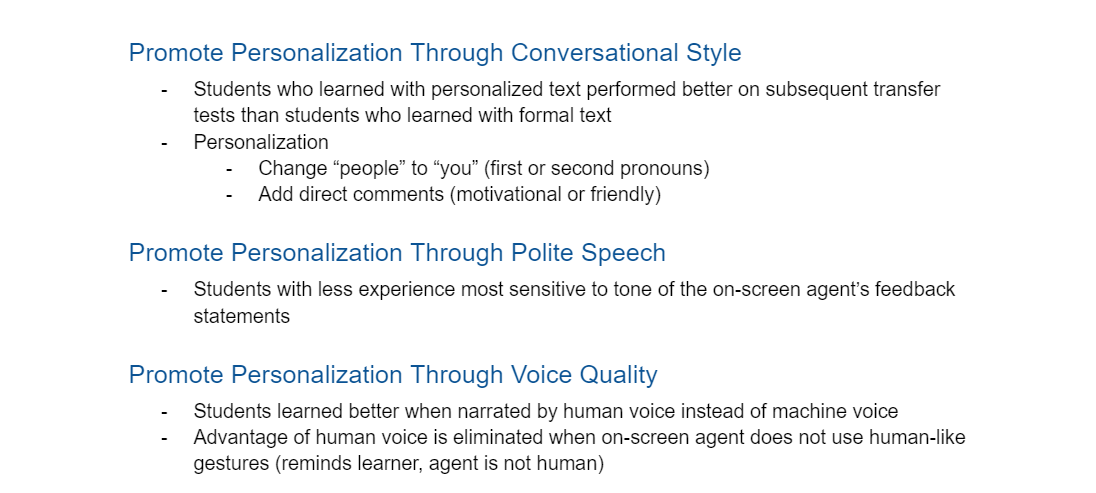 Promote Personalization Through Conversational Style
- Students who learned with personalized text performed better on subsequent transfer
tests than students who learned with formal text
- Personalization
- Change “people” to “you” (first or second pronouns)
- Add direct comments (motivational or friendly)
Promote Personalization Through Polite Speech
- Students with less experience most sensitive to tone of the on-screen agent’s feedback
statements
Promote Personalization Through Voice Quality
- Students learned better when narrated by human voice instead of machine voice
- Advantage of human voice is eliminated when on-screen agent does not use human-like
gestures (reminds learner, agent is not human)